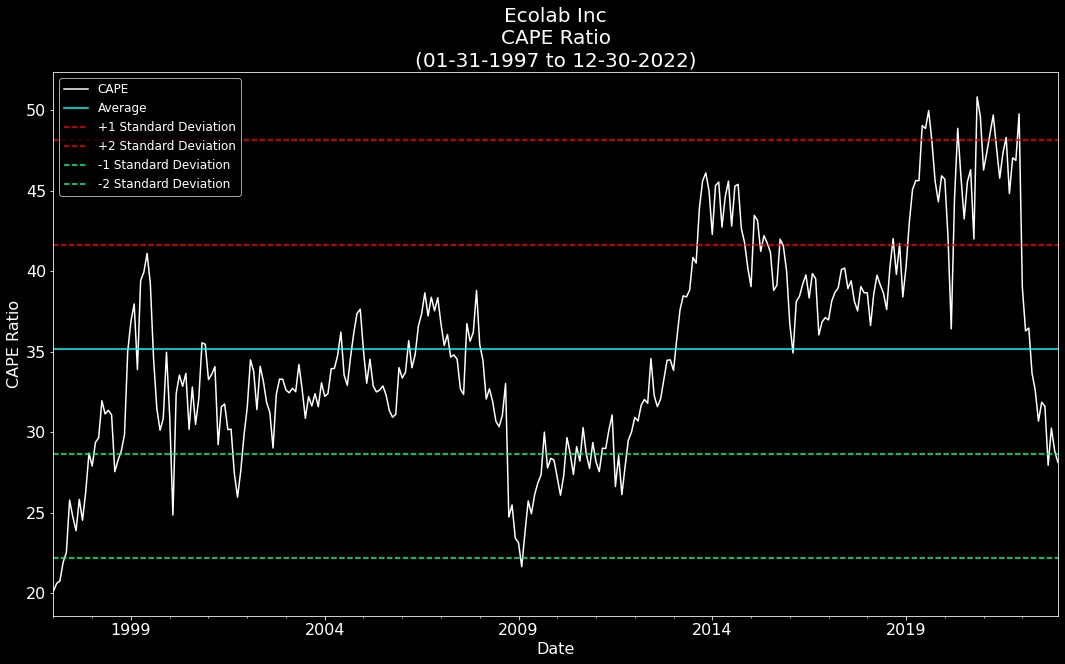 Ecolab Inc
CAPE Ratio
(01-31-1997 to 12-30-2022)
CAPE
Average
+1 Standard Deviation
+2 Standard Deviation
-1 Standard Deviation
-2 Standard Deviation
CAPE Ratio
50
45
40
35
30
25
20
1999 2004 2009 2014 2019
Date